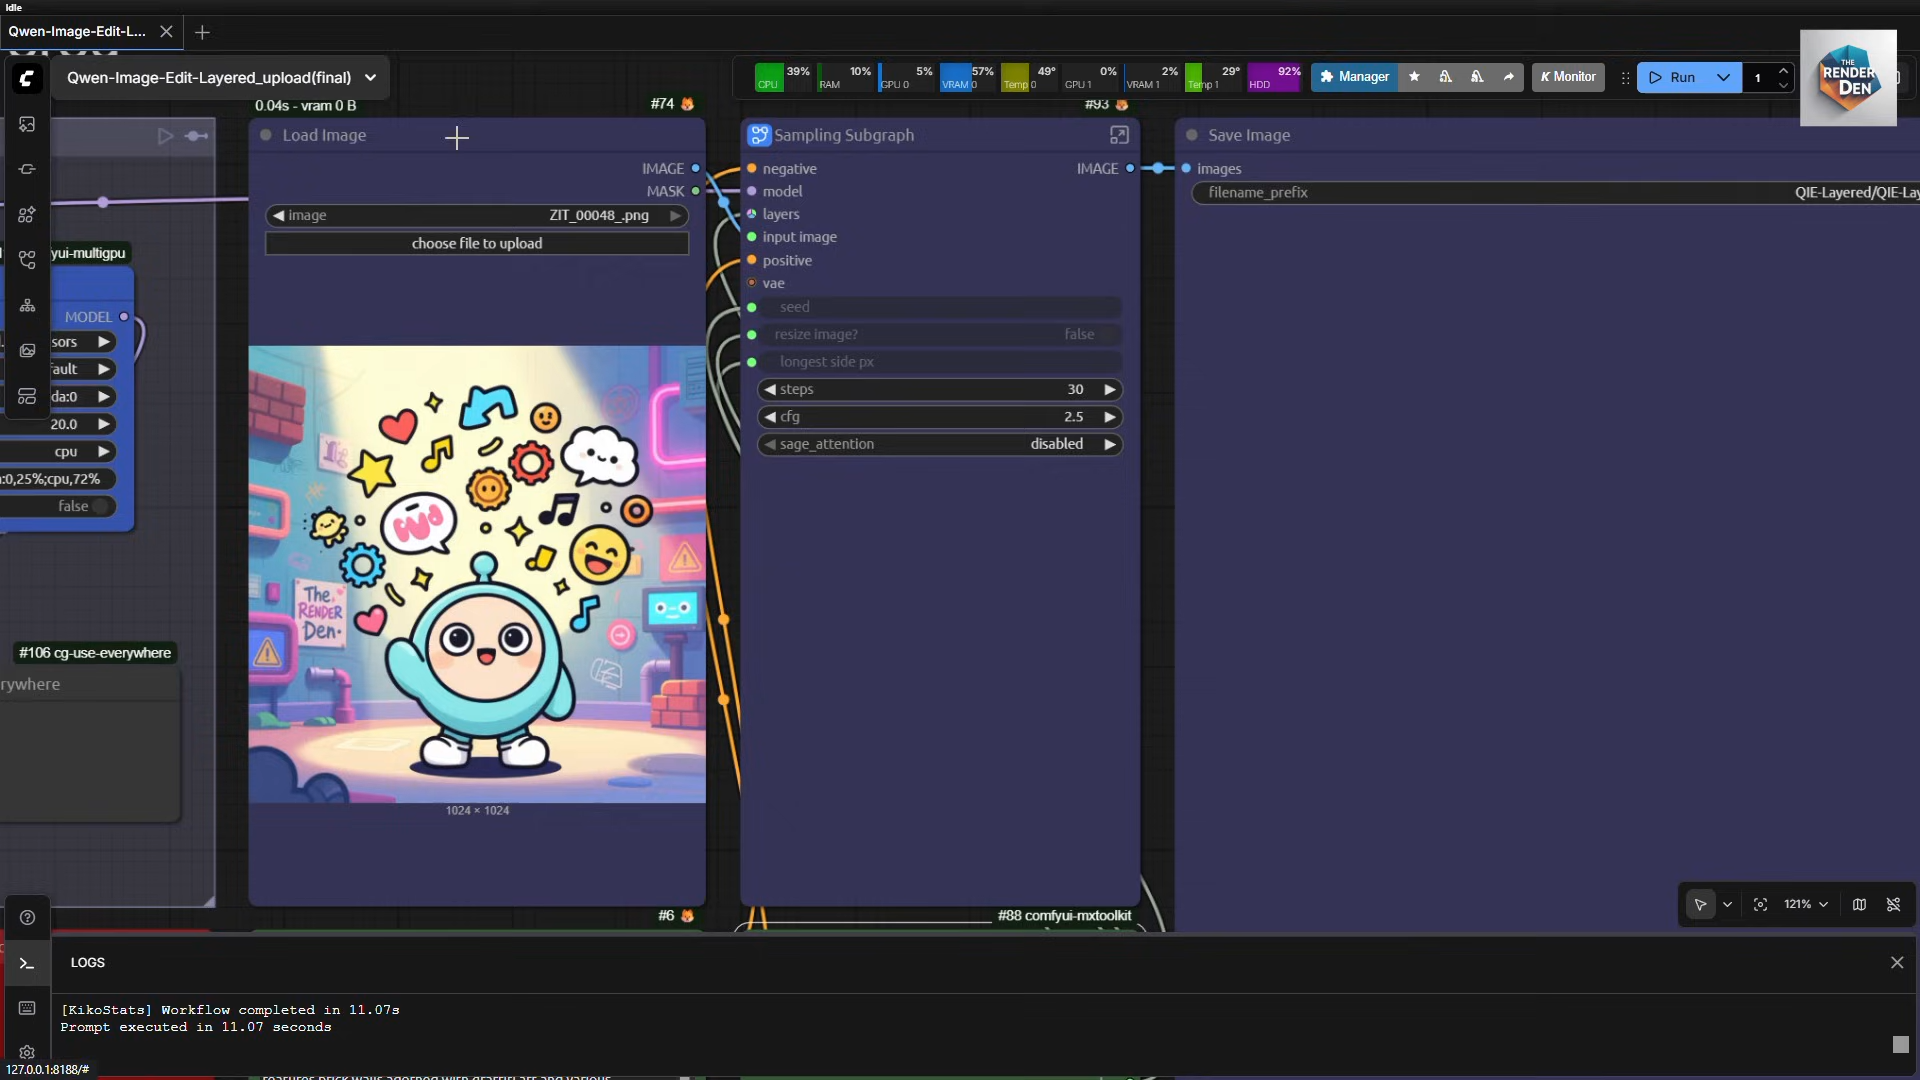 Idle
Qwen-Image-Edit-L...
Qwen-Image-Edit-Layered_upload(final)
CPU 39%
RAM 10%
GPU 0 5%
VRAM 0 57%
Temp 0 49°
GPU 1 0%
VRAM 1 2%
Temp 1 29°
HDD 92%
Manager
K Monitor
Run
1
THE
RENDER
DEN
0.04s - vram 0 B
#74
#93
Load Image
IMAGE
MASK
image ZIT_00048_.png
choose file to upload
Sampling Subgraph
negative IMAGE
model
layers
input image
positive
vae
seed
resize image? false
longest side px
steps 30
cfg 2.5
sage_attention disabled
Save Image
images
filename_prefix QIE-Layered/QIE-Lay
yui-multigpu
MODEL
sors
ault
da:0
20.0
cpu
a:0,25%;cpu,72%
false
#106 cg-use-everywhere
rywhere
The
RENDER
Den.
1024 × 1024
#6
#88 comfyui-mxtoolkit
121%
LOGS
[KikoStats] Workflow completed in 11.07s
Prompt executed in 11.07 seconds
127.0.0.1:8188/#